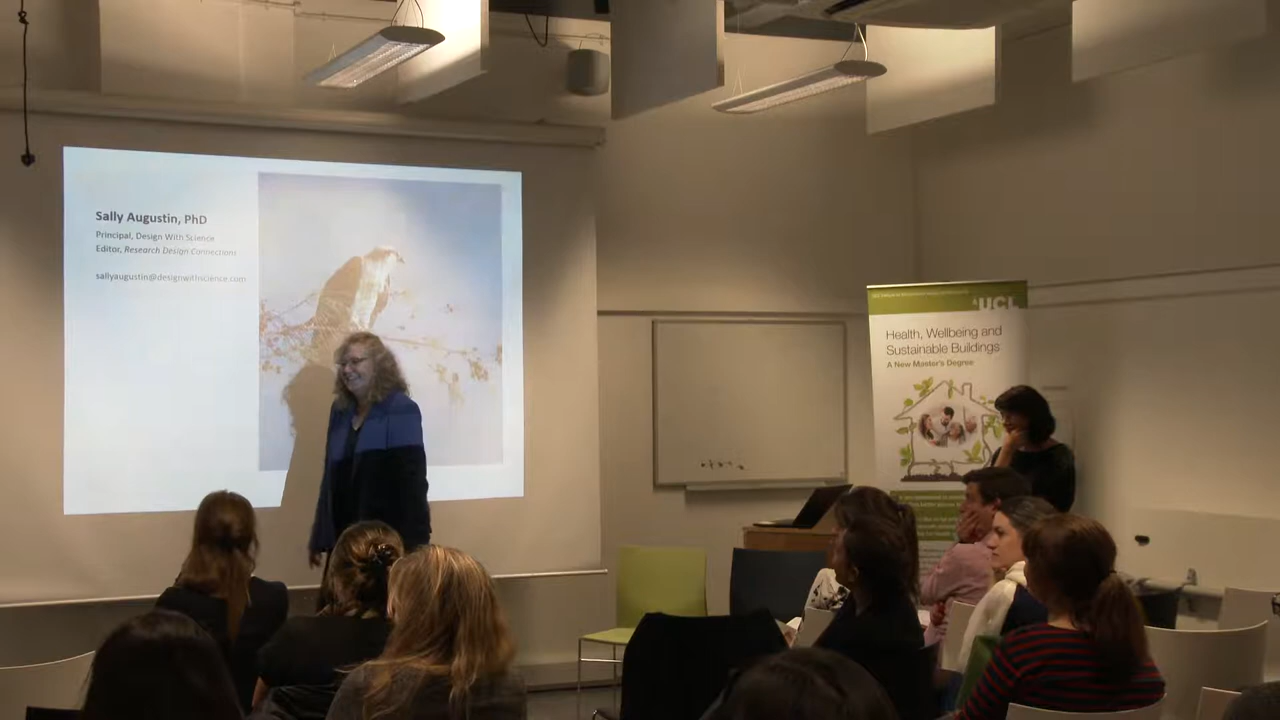 Sally Augustin, PhD
Principal, Design With Science
Editor, Research Design Connections
sallyaugustin@designwithscience.com
UCL
Health, Wellbeing and
Sustainable Buildings
A New Master's Degree